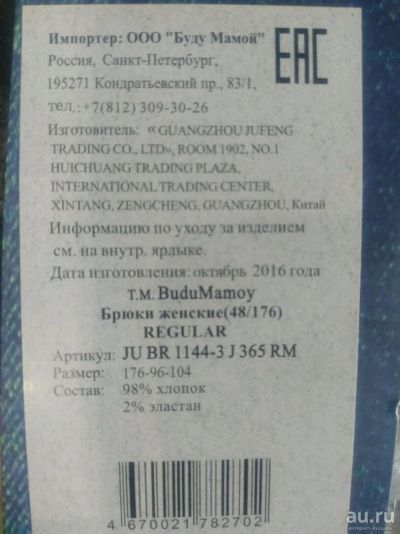 Импортер: ООО "Буду Мамой"
Россия, Санкт-Петербург,
195271 Кондратьевский пр., 83/1,
тел.:+7(812) 309-30-26
EAC
Изготовитель: «GUANGZHOU JUFENG
TRADING CO., LTD», ROOM 1902, NO.1
HUICHUANG TRADING PLAZA,
INTERNATIONAL TRADING CENTER,
XINTANG, ZENGCHENG, GUANGZHOU, Китай
Информацию по уходу за изделием
см. на внутр. ярлыке.
Дата изготовления: октябрь 2016 года
т.м. BuduMamoy
Брюки женские(48/176)
REGULAR
Артикул: JU BR 1144-3 J 365 RM
Размер: 176-96-104
Состав: 98% хлопок
2% эластан
4 670021 782702
au.ru